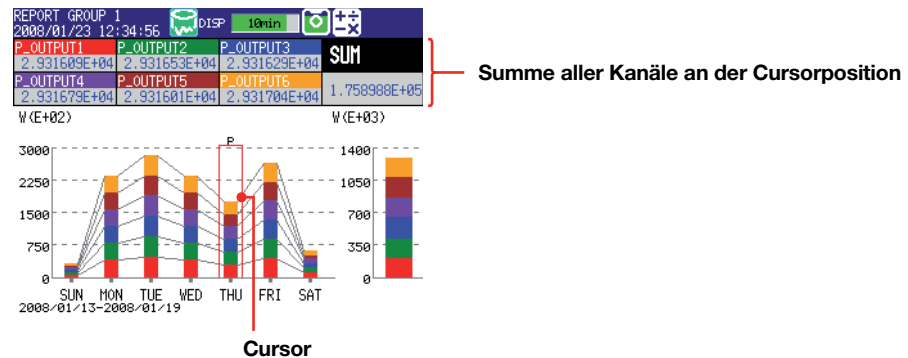 REPORT GROUP 1
2008/01/23 12:34:56 DISP 10min
P_OUTPUT1 P_OUTPUT2 P_OUTPUT3 SUM
2.931609E+04 2.931653E+04 2.931629E+04
Summe aller Kanäle an der Cursorposition
P_OUTPUT4 P_OUTPUT5 P_OUTPUT6
2.931679E+04 2.931601E+04 2.931704E+04 1.758988E+05
W(E+02) W(E+03)
P
3000 1400
2250 1050
1500 700
750 350
0 0
SUN MON TUE WED THU FRI SAT
2008/01/13-2008/01/19
Cursor